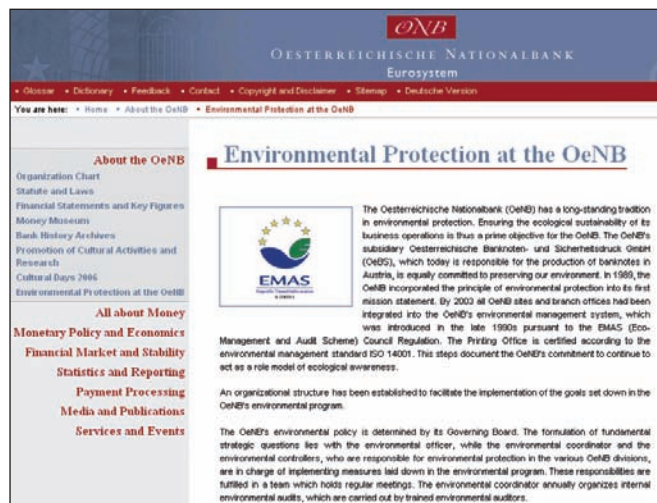 ONB
OESTERREICHISCHE NATIONALBANK
Eurosystem
• Glossar • Dictionary • Feedback • Contact • Copyright and Disclaimer • Sitemap • Deutsche Version
You are here: • Home • About the OeNB • Environmental Protection at the OeNB
About the OeNB
Organization Chart
Statute and Laws
Financial Statements and Key Figures
Money Museum
Bank History Archives
Promotion of Cultural Activities and
Research
Cultural Days 2006
Environmental Protection at the OeNB
All about Money
Monetary Policy and Economics
Financial Market and Stability
Statistics and Reporting
Payment Processing
Media and Publications
Services and Events
Environmental Protection at the OeNB
EMAS
The Oesterreichische Nationalbank (OeNB) has a long-standing tradition
in environmental protection. Ensuring the ecological sustainability of its
business operations is thus a prime objective for the OeNB. The OeNB's
subsidiary Oesterreichische Banknoten- und Sicherheitsdruck GmbH
(OeBS), which today is responsible for the production of banknotes in
Austria, is equally committed to preserving our environment. In 1989, the
OeNB incorporated the principle of environmental protection into its first
mission statement. By 2003 all OeNB sites and branch offices had been
integrated into the OeNB's environmental management system, which
was introduced in the late 1990s pursuant to the EMAS (Eco-
Management and Audit Scheme) Council Regulation. The Printing Office is certified according to the
environmental management standard ISO 14001. This steps document the OeNB's commitment to continue to
act as a role model of ecological awareness.
An organizational structure has been established to facilitate the implementation of the goals set down in the
OeNB's environmental program.
The OeNB's environmental policy is determined by its Governing Board. The formulation of fundamental
strategic questions lies with the environmental officer, while the environmental coordinator and the
environmental controllers, who are responsible for environmental protection in the various OeNB divisions,
are in charge of implementing measures laid down in the environmental program. These responsibilities are
fulfilled in a team which holds regular meetings. The environmental coordinator annually organizes internal
environmental audits, which are carried out by trained environmental auditors.